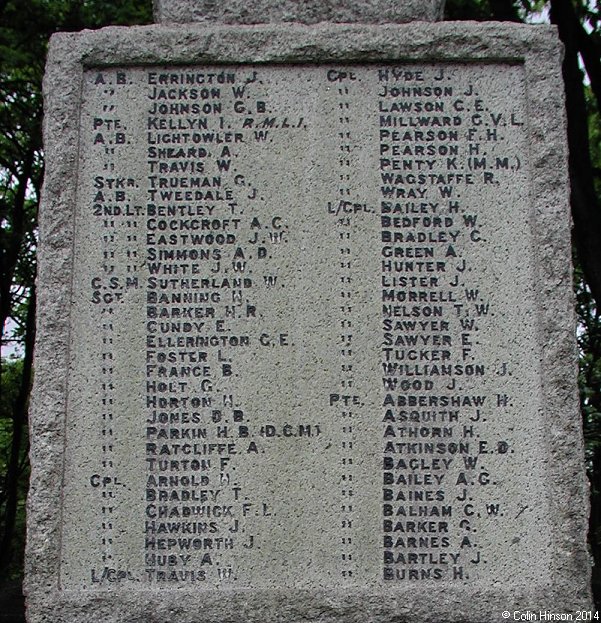 A.B. ERRINGTON J.
" JACKSON W.
" JOHNSON G.B.
PTE. KELLYN I. R.M.L.I.
A.B. LIGHTOWLER W.
" SHEARD A.
" TRAVIS W.
STKR. TRUEMAN G.
A.B. TWEEDALE J.
2ND.LT. BENTLEY T.
" " COCKCROFT A.C.
" " EASTWOOD J.W.
" " SIMMONS A.D.
" " WHITE J.W.
C.S.M. SUTHERLAND W.
SGT. BANNING H.
" BARKER H.R.
" CUNDY E.
" ELLERINGTON G.E.
" FOSTER L.
" FRANCE B.
" HOLT G.
" HORTON H.
" JONES D.B.
" PARKIN H.B. (D.C.M.)
" RATCLIFFE A.
" TURTON F.
CPL. ARNOLD H.
" BRADLEY T.
" CHADWICK F.L.
" HAWKINS J.
" HEPWORTH J.
" HUBY A.
L/CPL. TRAVIS W.
CPL. HYDE J.
" JOHNSON J.
" LAWSON C.E.
" MILLWARD G.V.L.
" PEARSON F.H.
" PEARSON H.
" PENTY K. (M.M.)
" WAGSTAFFE R.
" WRAY W.
L/CPL. BAILEY H.
" BEDFORD W.
" BRADLEY C.
" GREEN A.
" HUNTER J.
" LISTER J.
" MORRELL W.
" NELSON T.W.
" SAWYER W.
" SAWYER E.
" TUCKER F.
" WILLIAMSON J.
" WOOD J.
PTE. ABBERSHAW H.
" ASQUITH J.
" ATHORN H.
" ATKINSON E.D.
" BAGLEY W.
" BAILEY A.G.
" BAINES J.
" BALHAM C.W.
" BARKER G.
" BARNES A.
" BARTLEY J.
" BURNS H.
© Colin Hinson 2014